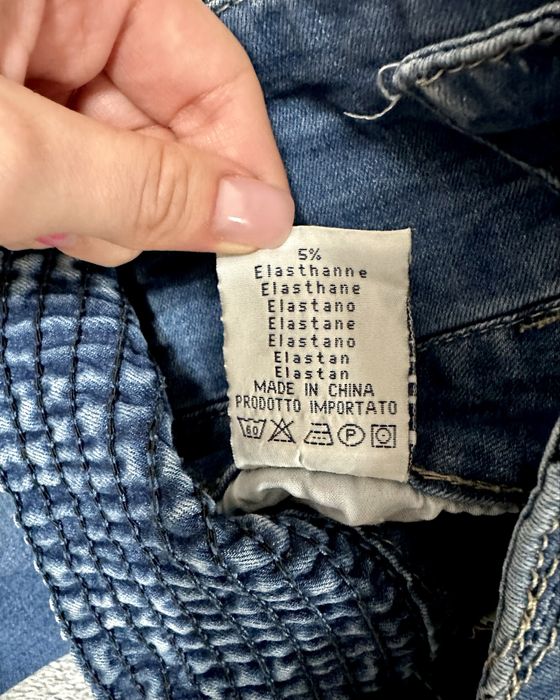 5%
Elasthanne
Elasthane
Elastano
Elastane
Elastano
Elastan
Elastan
MADE IN CHINA
PRODOTTO IMPORTATO
60 P